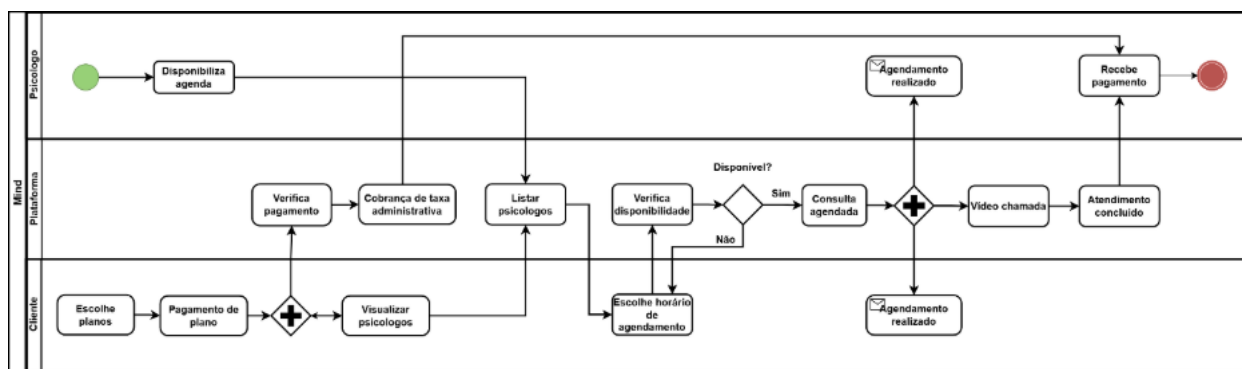 Mind
Psicologo
Disponibiliza
agenda
Agendamento
realizado
Recebe
pagamento
Plataforma
Verifica
pagamento
Cobrança de taxa
administrativa
Listar
psicologos
Verifica
disponibilidade
Disponível?
Sim
Não
Consulta
agendada
Vídeo chamada
Atendimento
concluído
Cliente
Escolhe
planos
Pagamento de
plano
Visualizar
psicologos
Escolhe horário
de
agendamento
Agendamento
realizado